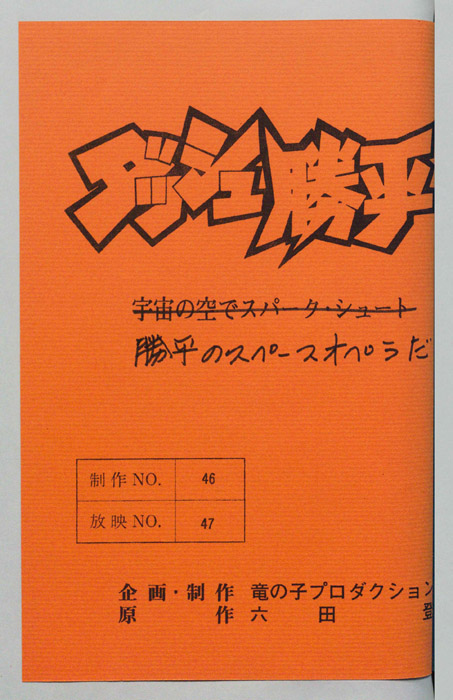 ダッシュ勝平
宇宙の空でスパーク・シュート
勝平のスペースオペラだ
制作NO. 46
放映NO. 47
企画・制作 竜の子プロダクション
原作 六田登